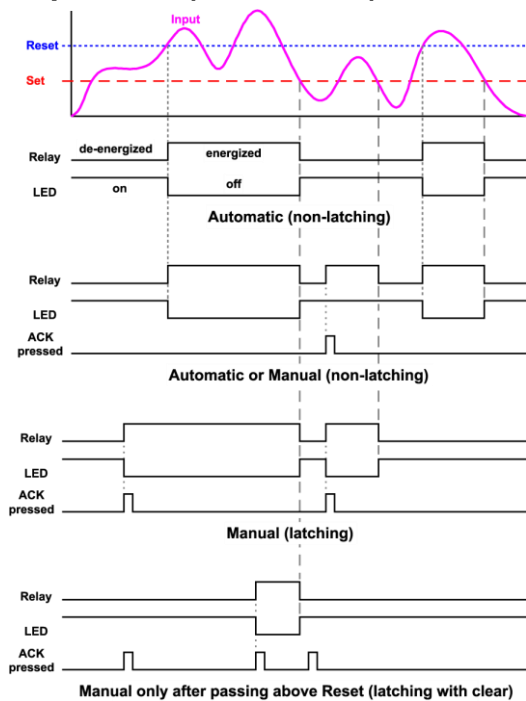 Input
Reset
Set
de-energized
energized
Relay
on
off
LED
Automatic (non-latching)
Relay
LED
ACK
pressed
Automatic or Manual (non-latching)
Relay
LED
ACK
pressed
Manual (latching)
Relay
LED
ACK
pressed
Manual only after passing above Reset (latching with clear)